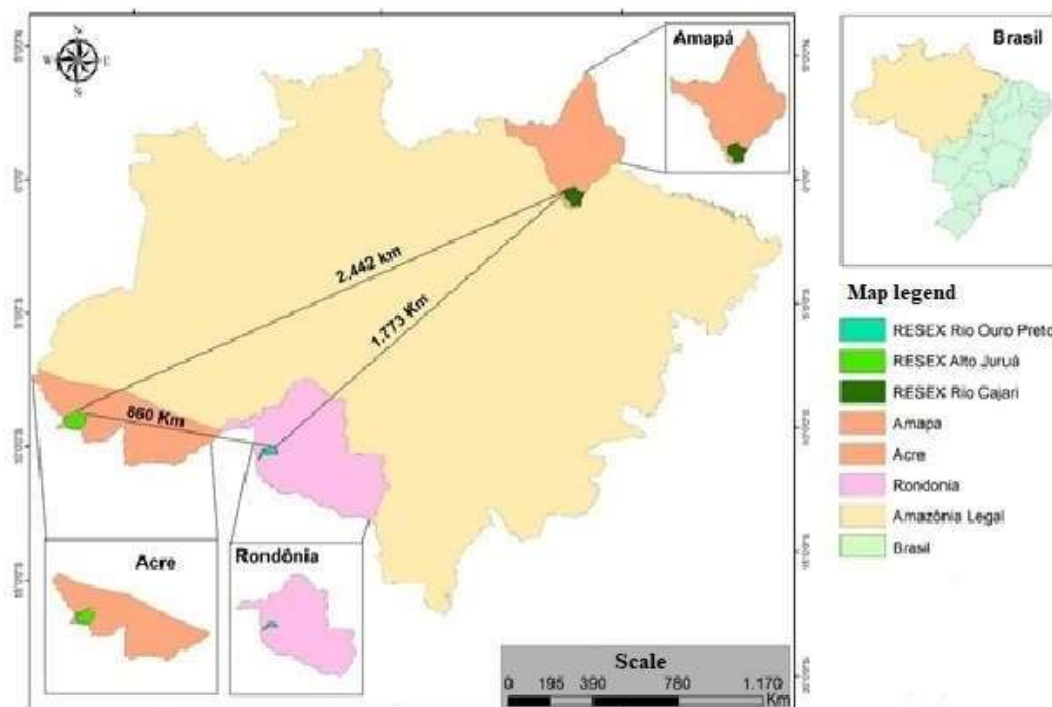 Amapá
Brasil
N
W
E
S
2.442 km
1.773 Km
860 Km
Acre
Rondônia
Map legend
RESEX Rio Ouro Preto
RESEX Alto Juruá
RESEX Rio Cajari
Amapa
Acre
Rondonia
Amazônia Legal
Brasil
Scale
0 195 390 780 1.170
Km